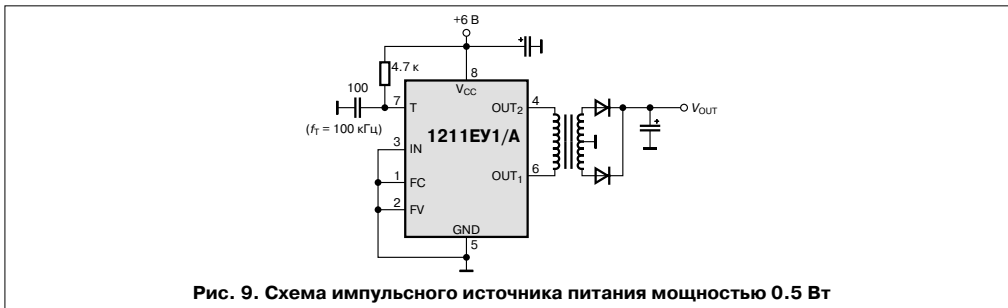 +6 В
4.7 к
100
8
7
T
V_CC
OUT₂
4
V_OUT
(f_T = 100 кГц)
3
IN
1211ЕУ1/А
1
FC
OUT₁
6
2
FV
GND
5
Рис. 9. Схема импульсного источника питания мощностью 0.5 Вт